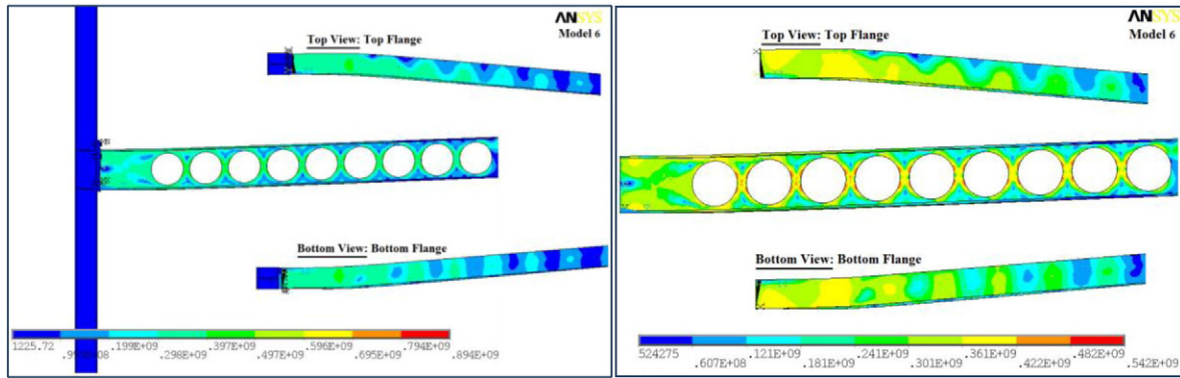 ANSYS
Model 6
Top View: Top Flange
Bottom View: Bottom Flange
1225.72 .199E+09 .397E+09 .596E+09 .794E+09
.298E+09 .497E+09 .695E+09 .894E+09
ANSYS
Model 6
Top View: Top Flange
Bottom View: Bottom Flange
524275 .121E+09 .241E+09 .361E+09 .482E+09
.607E+08 .181E+09 .301E+09 .422E+09 .542E+09